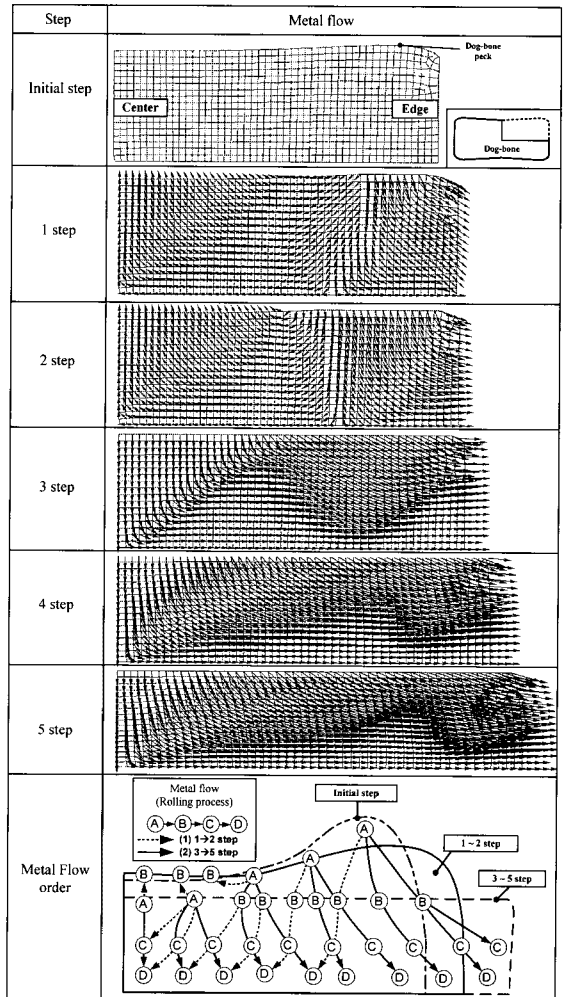 Step Metal flow
Initial step
Dog-bone
peck
Center
Edge
Dog-bone
1 step
2 step
3 step
4 step
5 step
Metal Flow
order
Metal flow
(Rolling process)
A B C D
(1) 1→2 step
(2) 3→5 step
Initial step
1 ~ 2 step
3 ~ 5 step
A
A
B B B A
A A B B B B B B B
C C C C C C C C C
D D D D D D D D